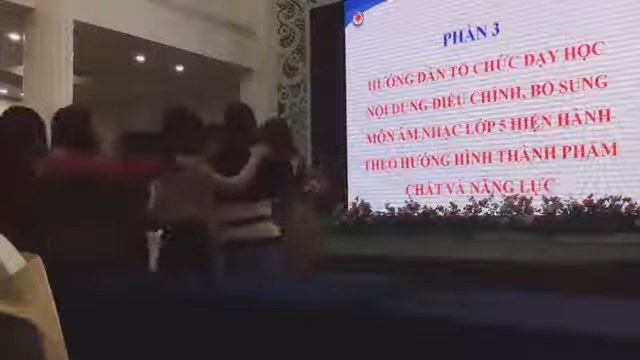 PHẦN 3
HƯỚNG DẪN TỔ CHỨC DẠY HỌC
NỘI DUNG ĐIỀU CHỈNH, BỔ SUNG
MÔN ÂM NHẠC LỚP 5 HIỆN HÀNH
THEO HƯỚNG HÌNH THÀNH PHẨM
CHẤT VÀ NĂNG LỰC